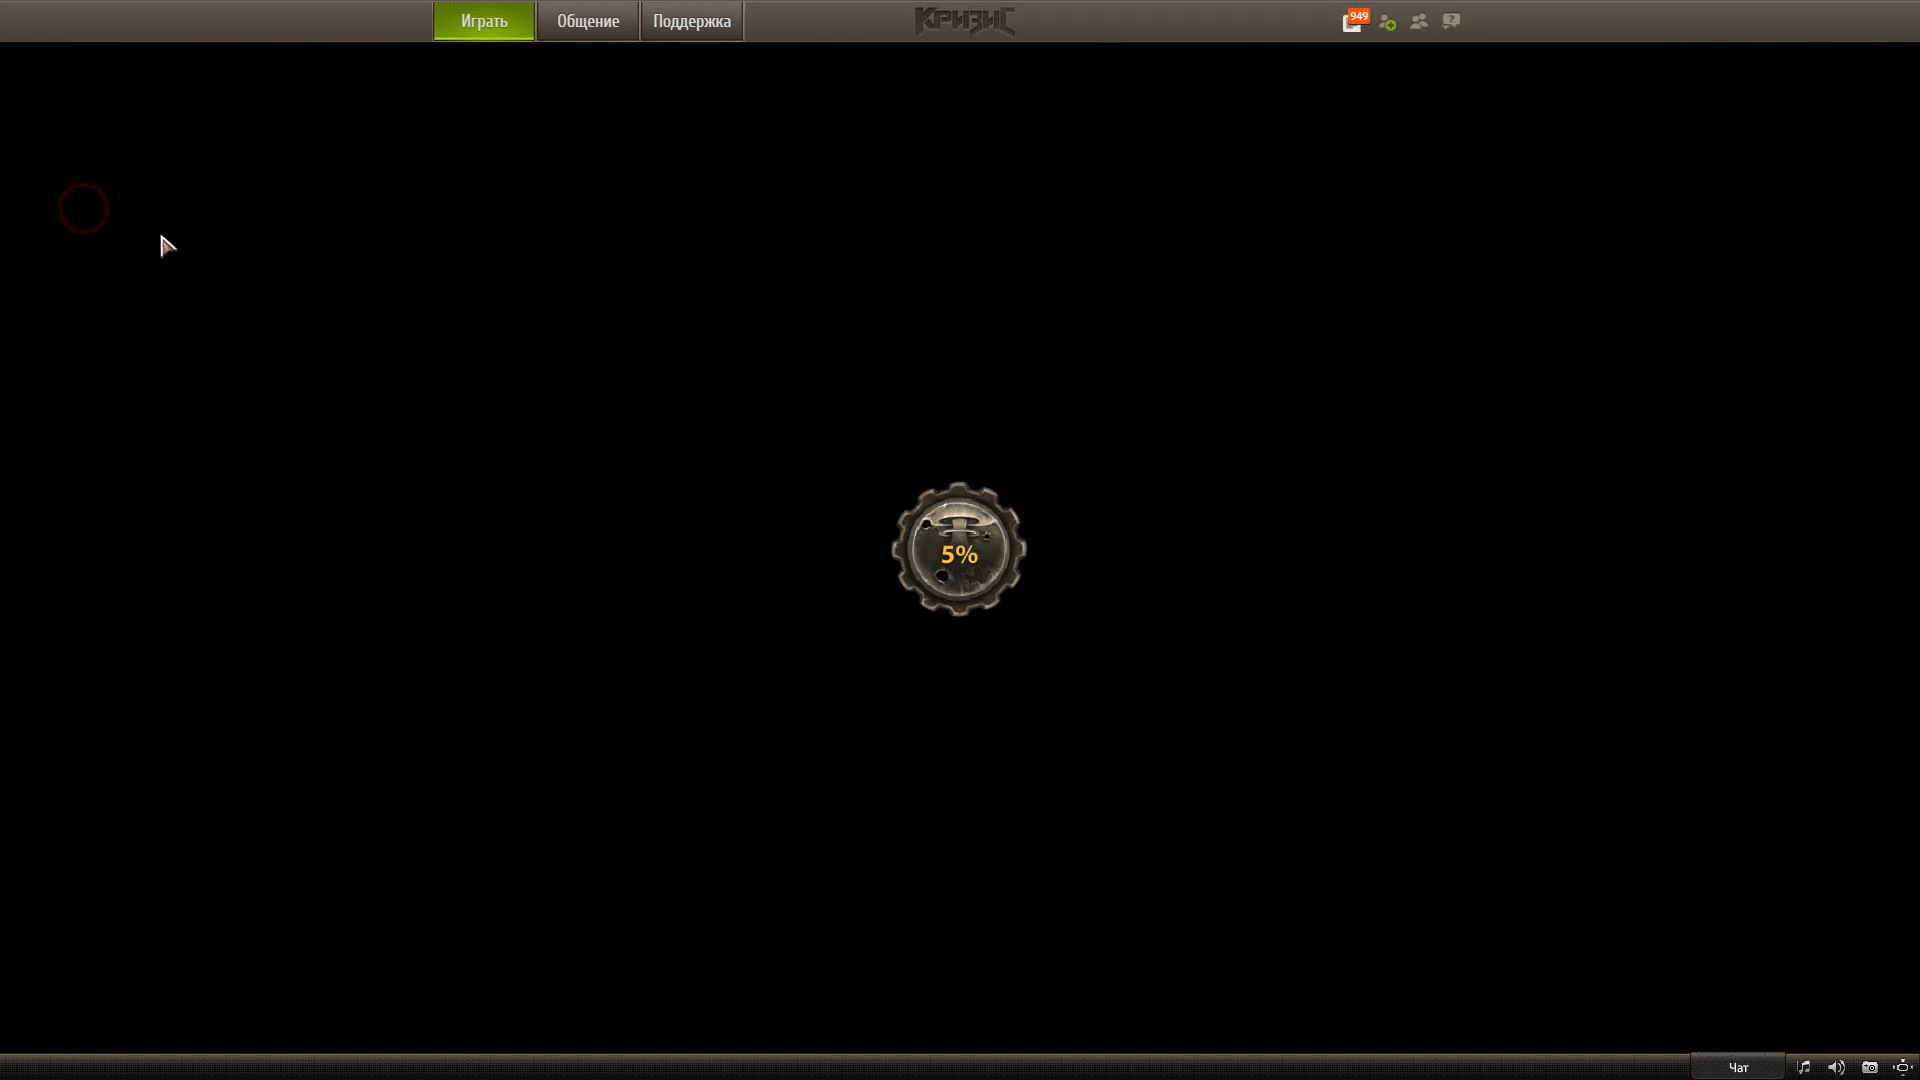 Играть
Общение
Поддержка
Кризис
949
5%
Чат